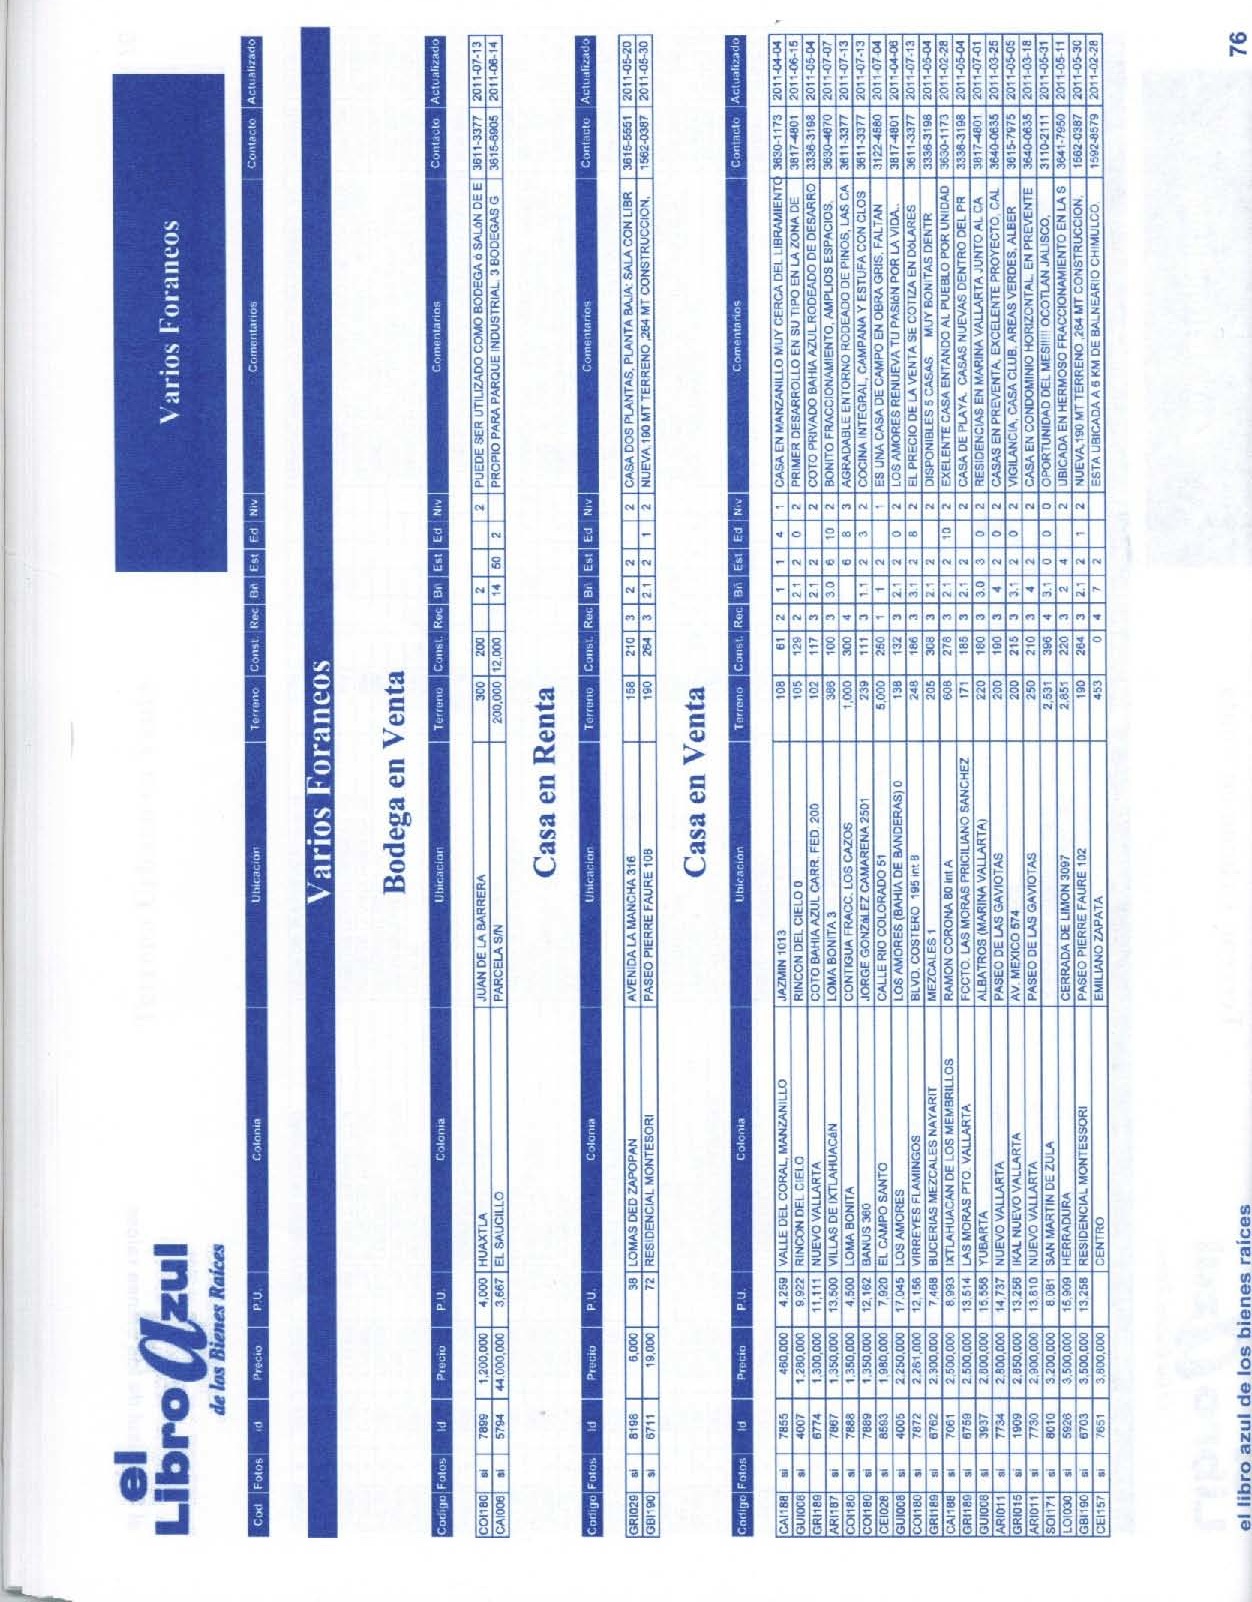 el
Libro Azul
de los Bienes Raíces
Varios Foraneos
Cod Fotos id Precio P.U. Colonia Ubicacion Terreno Const. Rec Bñ Est Ed Niv Comentarios Contacto Actualizado
Varios Foraneos
Bodega en Venta
Codigo Fotos Id Precio P.U. Colonia Ubicacion Terreno Const. Rec Bñ Est Ed Niv Comentarios Contacto Actualizado
COI180 si 7899 1,200,000 4,000 HUAXTLA JUAN DE LA BARRERA 300 200 2 2 PUEDE SER UTILIZADO COMO BODEGA ó SALóN DE E 3611-3377 2011-07-13
CAI006 si 5794 44,000,000 3,667 EL SAUCILLO PARCELA S/N 200,000 12,000 14 50 2 PROPIO PARA PARQUE INDUSTRIAL. 3 BODEGAS G 3615-8905 2011-06-14
Casa en Renta
Codigo Fotos Id Precio P.U. Colonia Ubicación Terreno Const. Rec Bñ Est Ed Niv Comentarios Contacto Actualizado
GRI029 si 8198 6,000 38 LOMAS DED ZAPOPAN AVENIDA LA MANCHA 316 158 210 3 2 2 2 CASA DOS PLANTAS, PLANTA BAJA: SALA CON LIBR 3615-5551 2011-05-20
GBI190 si 6711 19,000 72 RESIDENCIAL MONTESORI PASEO PIERRE FAURE 108 190 264 3 2.1 2 1 2 NUEVA,190 MT TERRENO ,264 MT CONSTRUCCION, 1562-0387 2011-05-30
Casa en Venta
Codigo Fotos Id Precio P.U. Colonia Ubicación Terreno Const. Rec Bñ Est Ed Niv Comentarios Contacto Actualizado
CAI188 si 7855 460,000 4,259 VALLE DEL CORAL, MANZANILLO JAZMIN 1013 108 61 2 1 1 4 1 CASA EN MANZANILLO MUY CERCA DEL LIBRAMIENTO 3630-1173 2011-04-04
GUI008 si 4007 1,280,000 9,922 RINCON DEL CIELO RINCON DEL CIELO 0 105 129 2 2.1 2 0 2 PRIMER DESARROLLO EN SU TIPO EN LA ZONA DE 3817-4801 2011-06-15
GRI189 si 6774 1,300,000 11,111 NUEVO VALLARTA COTO BAHIA AZUL CARR. FED. 200 102 117 3 2.1 2 2 COTO PRIVADO BAHIA AZUL RODEADO DE DESARRO 3336-3198 2011-05-04
ARI187 si 7867 1,350,000 13,500 VILLAS DE IXTLAHUACáN LOMA BONITA 3 386 100 3 3.0 6 10 2 BONITO FRACCIONAMIENTO, AMPLIOS ESPACIOS, 3630-4670 2011-07-07
COI180 si 7888 1,350,000 4,500 LOMA BONITA CONTIGUA FRACC. LOS CAZOS 1,000 300 4 6 8 3 AGRADABLE ENTORNO RODEADO DE PINOS, LAS CA 3611-3377 2011-07-13
COI180 si 7889 1,350,000 12,162 BANUS 360 JORGE GONZáLEZ CAMARENA 2501 239 111 3 1.1 2 3 2 COCINA INTEGRAL, CAMPANA Y ESTUFA CON CLOS 3611-3377 2011-07-13
CEI026 si 8593 1,980,000 7,920 EL CAMPO SANTO CALLE RIO COLORADO 51 5,000 250 1 1 2 1 ES UNA CASA DE CAMPO EN OBRA GRIS, FALTAN 3122-4580 2011-07-04
GUI008 si 4005 2,250,000 17,045 LOS AMORES LOS AMORES (BAHIA DE BANDERAS) 0 138 132 3 2.1 2 0 2 LOS AMORES RENUEVA TU PASIóN POR LA VIDA. 3817-4801 2011-04-06
COI180 si 7872 2,261,000 12,156 VIRREYES FLAMINGOS BLVD. COSTERO 195 int 8 248 186 3 3.1 2 8 2 EL PRECIO DE LA VENTA SE COTIZA EN DóLARES 3611-3377 2011-07-13
GRI189 si 6762 2,300,000 7,468 BUCERIAS MEZCALES NAYARIT MEZCALES 1 205 308 3 2.1 2 2 DISPONIBLES 5 CASAS. MUY BONITAS DENTR 3336-3198 2011-05-04
CAI188 si 7061 2,500,000 8,993 IXTLAHUACAN DE LOS MEMBRILLOS RAMON CORONA 80 int A 608 278 3 2.1 2 10 2 EXELENTE CASA ENTANDO AL PUEBLO POR UNIDAD 3630-1173 2011-02-28
GRI189 si 6759 2,500,000 13,514 LAS MORAS PTO. VALLARTA FCCTO. LAS MORAS PRICILIANO SANCHEZ 171 185 3 2.1 2 2 CASA DE PLAYA. CASAS NUEVAS DENTRO DEL PR 3336-3198 2011-05-04
GUI008 si 3937 2,800,000 15,556 YUBARTA ALBATROS (MARINA VALLARTA) 220 180 3 3.0 3 0 2 RESIDENCIAS EN MARINA VALLARTA JUNTO AL CA 3817-4801 2011-07-01
ARI011 si 7734 2,800,000 14,737 NUEVO VALLARTA PASEO DE LAS GAVIOTAS 200 190 3 4 2 0 2 CASAS EN PREVENTA, EXCELENTE PROYECTO, CAL 3640-0635 2011-03-25
GRI015 si 1909 2,850,000 13,256 IKAL NUEVO VALLARTA AV. MEXICO 574 200 215 3 3.1 2 0 2 VIGILANCIA, CASA CLUB, AREAS VERDES, ALBER 3615-7975 2011-05-05
ARI011 si 7730 2,900,000 13,810 NUEVO VALLARTA PASEO DE LAS GAVIOTAS 250 210 3 4 2 2 CASA EN CONDOMINIO HORIZONTAL, EN PREVENTE 3640-0635 2011-03-18
SOI171 si 8010 3,200,000 8,081 SAN MARTIN DE ZULA 2,531 396 4 3.1 0 0 0 OPORTUNIDAD DEL MES!!!!! OCOTLAN JALISCO, 3110-2111 2011-05-31
LOI030 si 5926 3,500,000 15,909 HERRADURA CERRADA DE LIMON 3097 2,851 220 3 2 4 2 UBICADA EN HERMOSO FRACCIONAMIENTO EN LA S 3641-7950 2011-05-11
GBI190 si 6703 3,500,000 13,258 RESIDENCIAL MONTESSORI PASEO PIERRE FAURE 102 190 264 3 2.1 2 1 2 NUEVA,190 MT TERRENO ,264 MT CONSTRUCCION, 1562-0387 2011-05-30
CEI157 si 7651 3,800,000 CENTRO EMILIANO ZAPATA 453 0 4 7 2 ESTA UBICADA A 6 KM DE BALNEARIO CHIMULCO, 1592-8579 2011-02-28
el libro azul de los bienes raíces 76